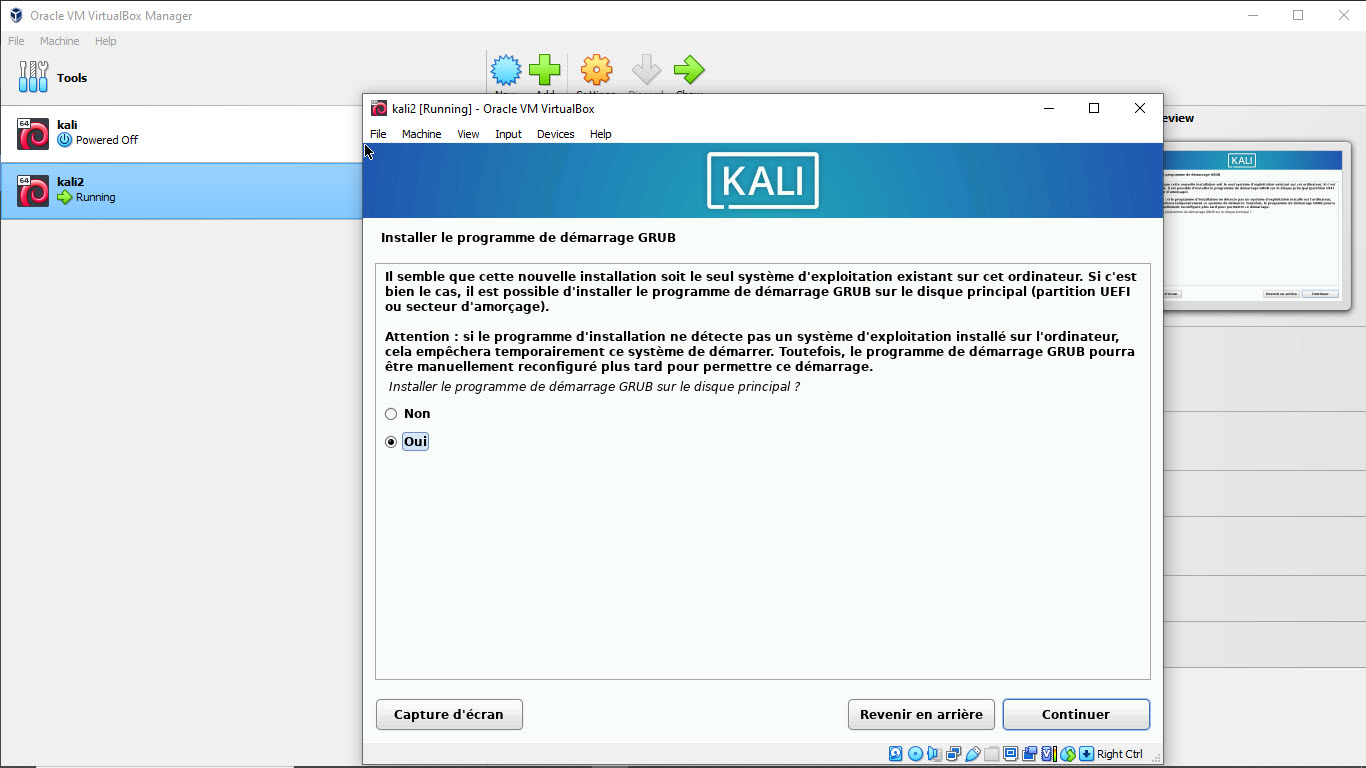 Oracle VM VirtualBox Manager
File Machine Help
Tools
kali
Powered Off
kali2
Running
kali2 [Running] - Oracle VM VirtualBox
File Machine View Input Devices Help
KALI
Installer le programme de démarrage GRUB
Il semble que cette nouvelle installation soit le seul système d'exploitation existant sur cet ordinateur. Si c'est
bien le cas, il est possible d'installer le programme de démarrage GRUB sur le disque principal (partition UEFI
ou secteur d'amorçage).
Attention : si le programme d'installation ne détecte pas un système d'exploitation installé sur l'ordinateur,
cela empêchera temporairement ce système de démarrer. Toutefois, le programme de démarrage GRUB pourra
être manuellement reconfiguré plus tard pour permettre ce démarrage.
Installer le programme de démarrage GRUB sur le disque principal ?
Non
Oui
Capture d'écran
Revenir en arrière
Continuer
Right Ctrl
eview
KALI
64
64